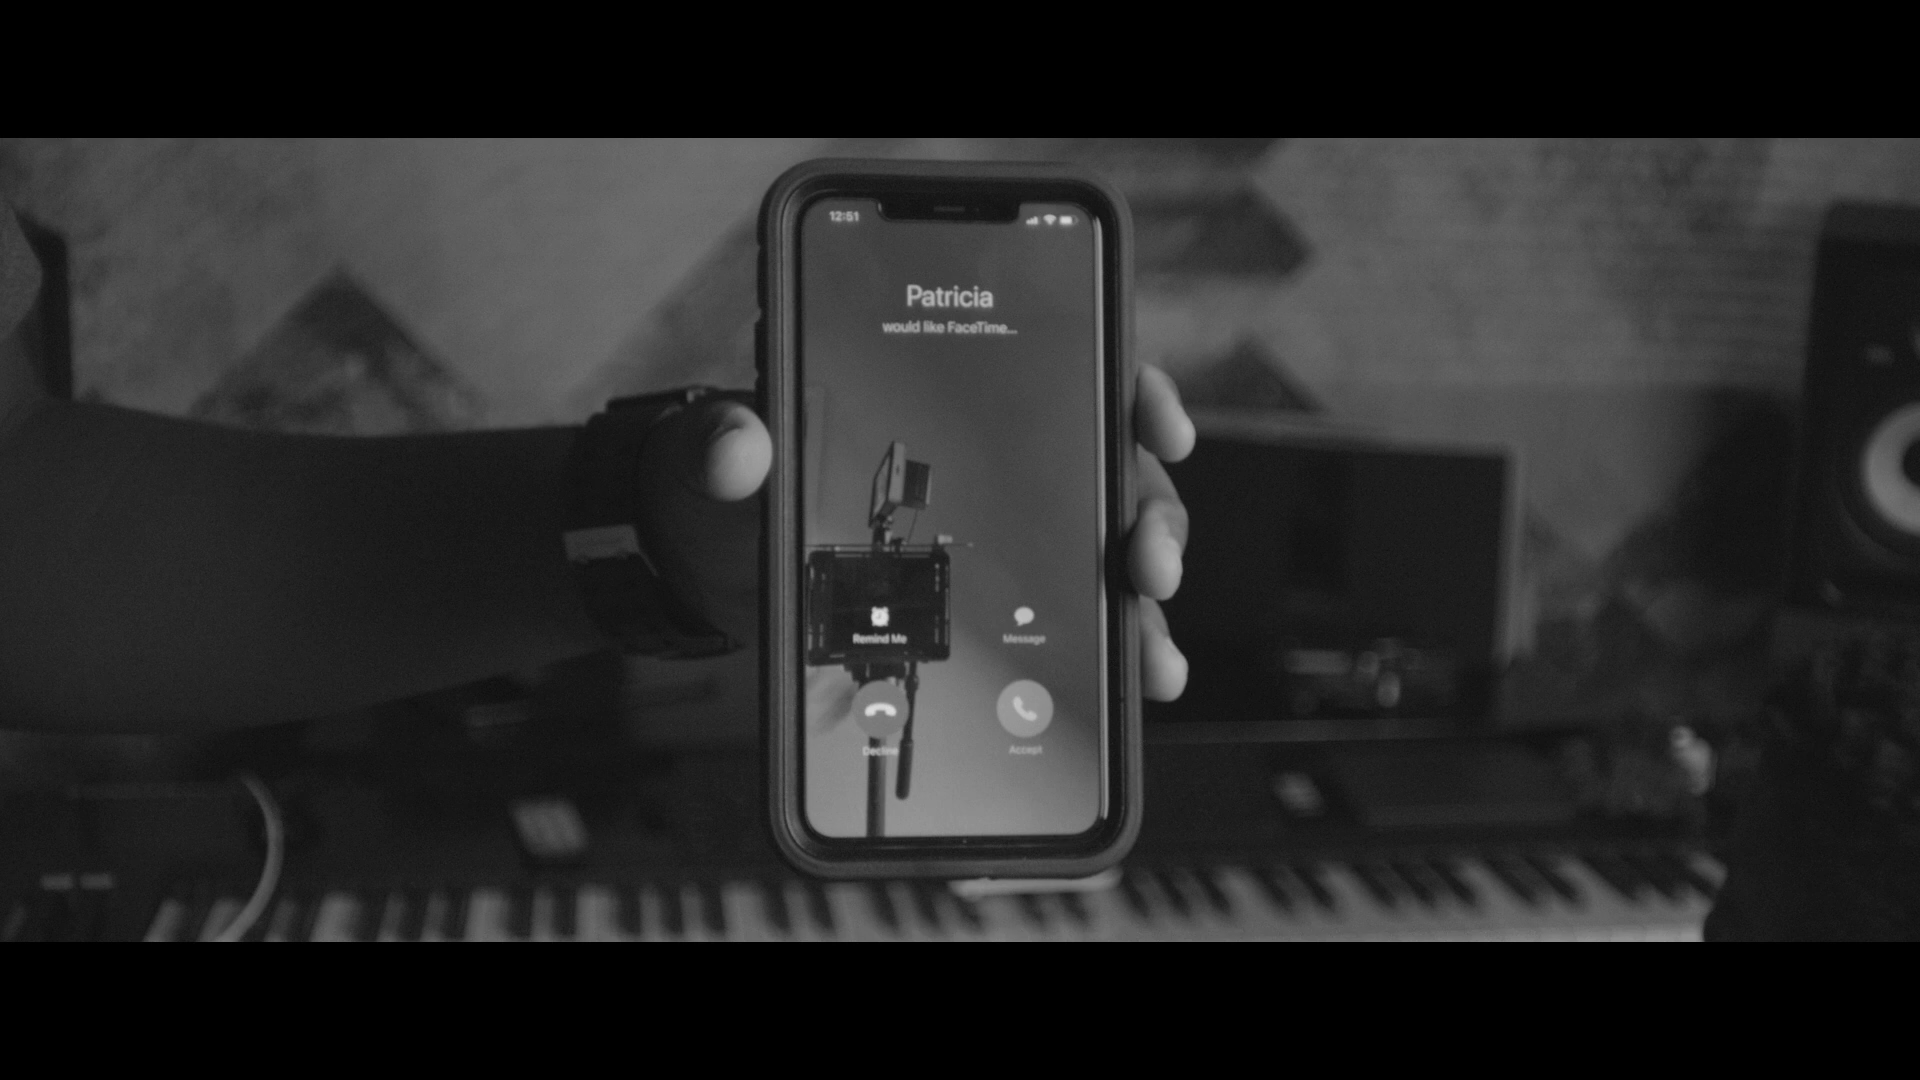 12:51
Patricia
would like FaceTime...
Remind Me
Message
Decline
Accept